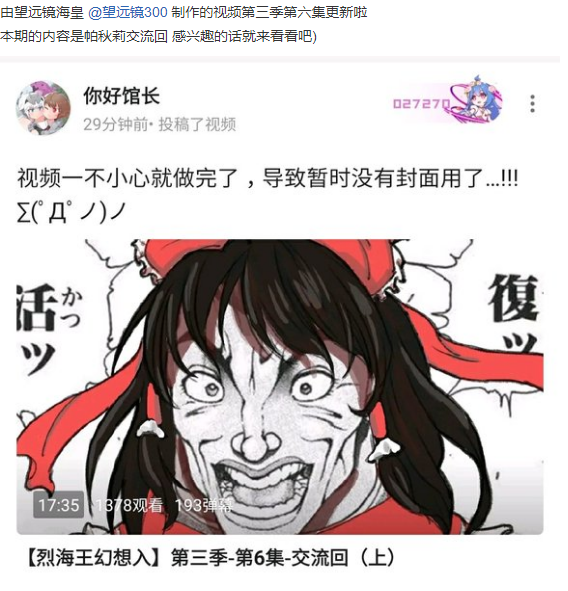 由望远镜海皇 @望远镜300 制作的视频第三季第六集更新啦
本期的内容是帕秋莉交流回 感兴趣的话就来看看吧)
你好馆长
027270
29分钟前· 投稿了视频
视频一不小心就做完了，导致暂时没有封面用了...!!!
Σ(ﾟДﾟノ)ノ
復ッ
活ッ
かつ
17:35 1378观看 193弹幕
【烈海王幻想入】第三季-第6集-交流回（上）